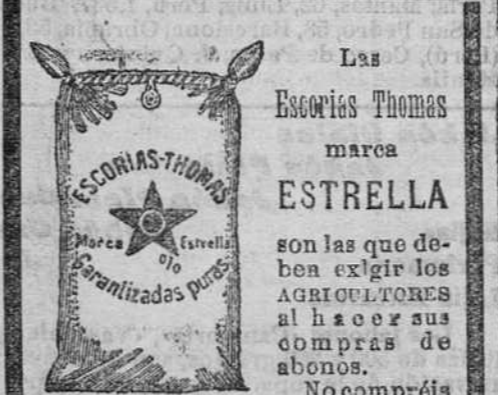 ESCORIAS-THOMAS
Marca Estrella
olo
Garantizadas puras
Las
Escorias Thomas
marca
ESTRELLA
son las que de-
ben exigir los
AGRICULTORES
al hacer sus
compras de
abonos.
No compréis